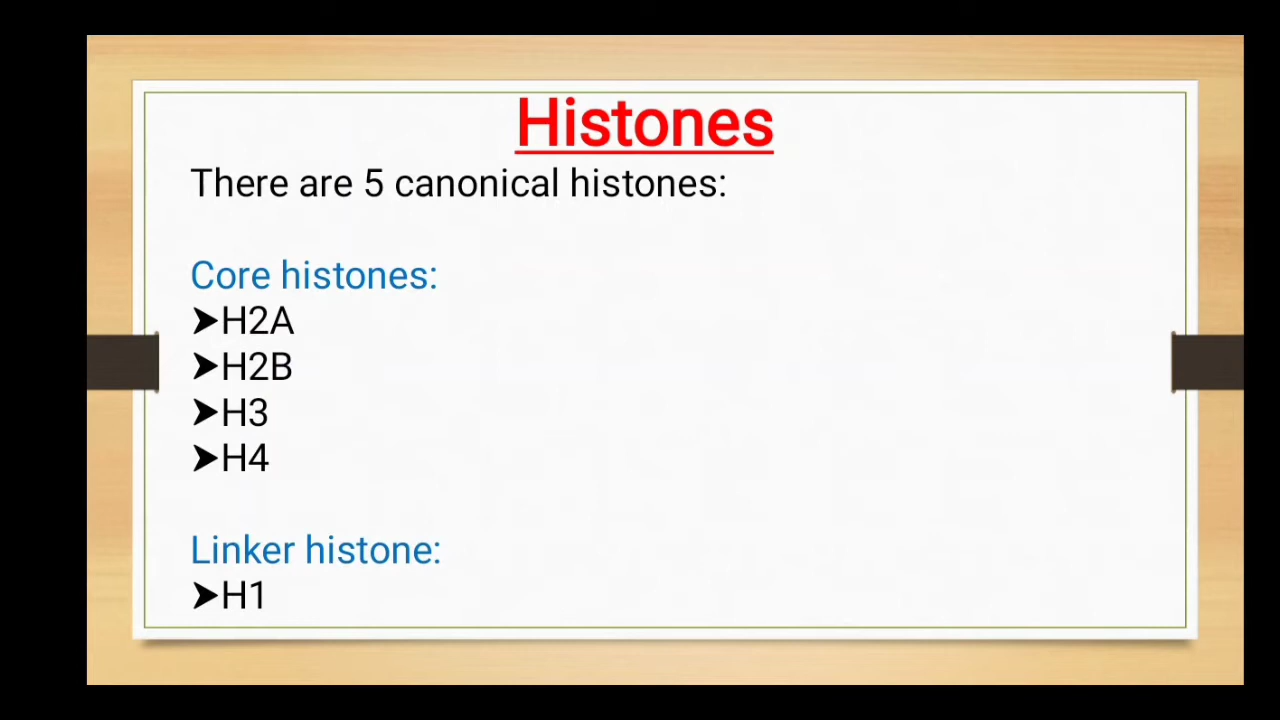 Histones
There are 5 canonical histones:
Core histones:
➤H2A
➤H2B
➤H3
➤H4
Linker histone:
➤H1